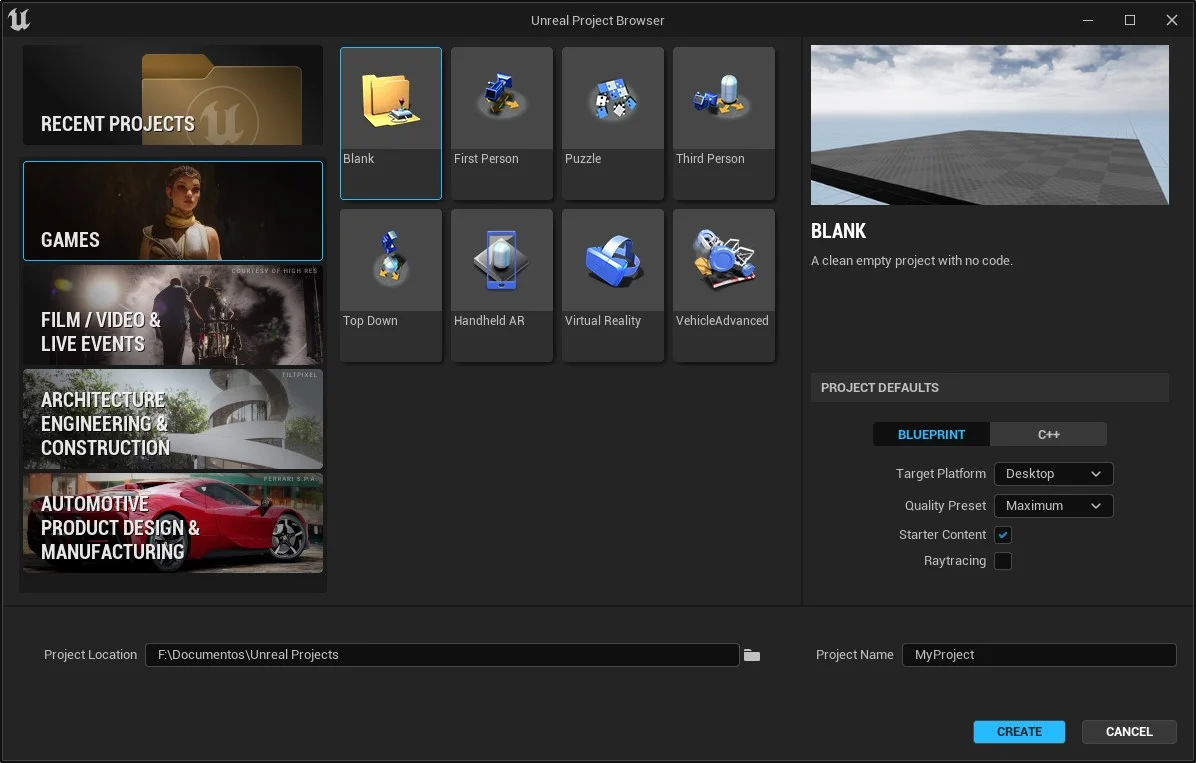 Unreal Project Browser
RECENT PROJECTS
GAMES
COURTESY OF HIGH RES
FILM / VIDEO &
LIVE EVENTS
TILTPIXEL
ARCHITECTURE
ENGINEERING &
CONSTRUCTION
FERRARI S.P.A.
AUTOMOTIVE
PRODUCT DESIGN &
MANUFACTURING
Blank
First Person
Puzzle
Third Person
Top Down
Handheld AR
Virtual Reality
VehicleAdvanced
BLANK
A clean empty project with no code.
PROJECT DEFAULTS
BLUEPRINT C++
Target Platform Desktop
Quality Preset Maximum
Starter Content
Raytracing
Project Location F:\Documentos\Unreal Projects
Project Name MyProject
CREATE CANCEL